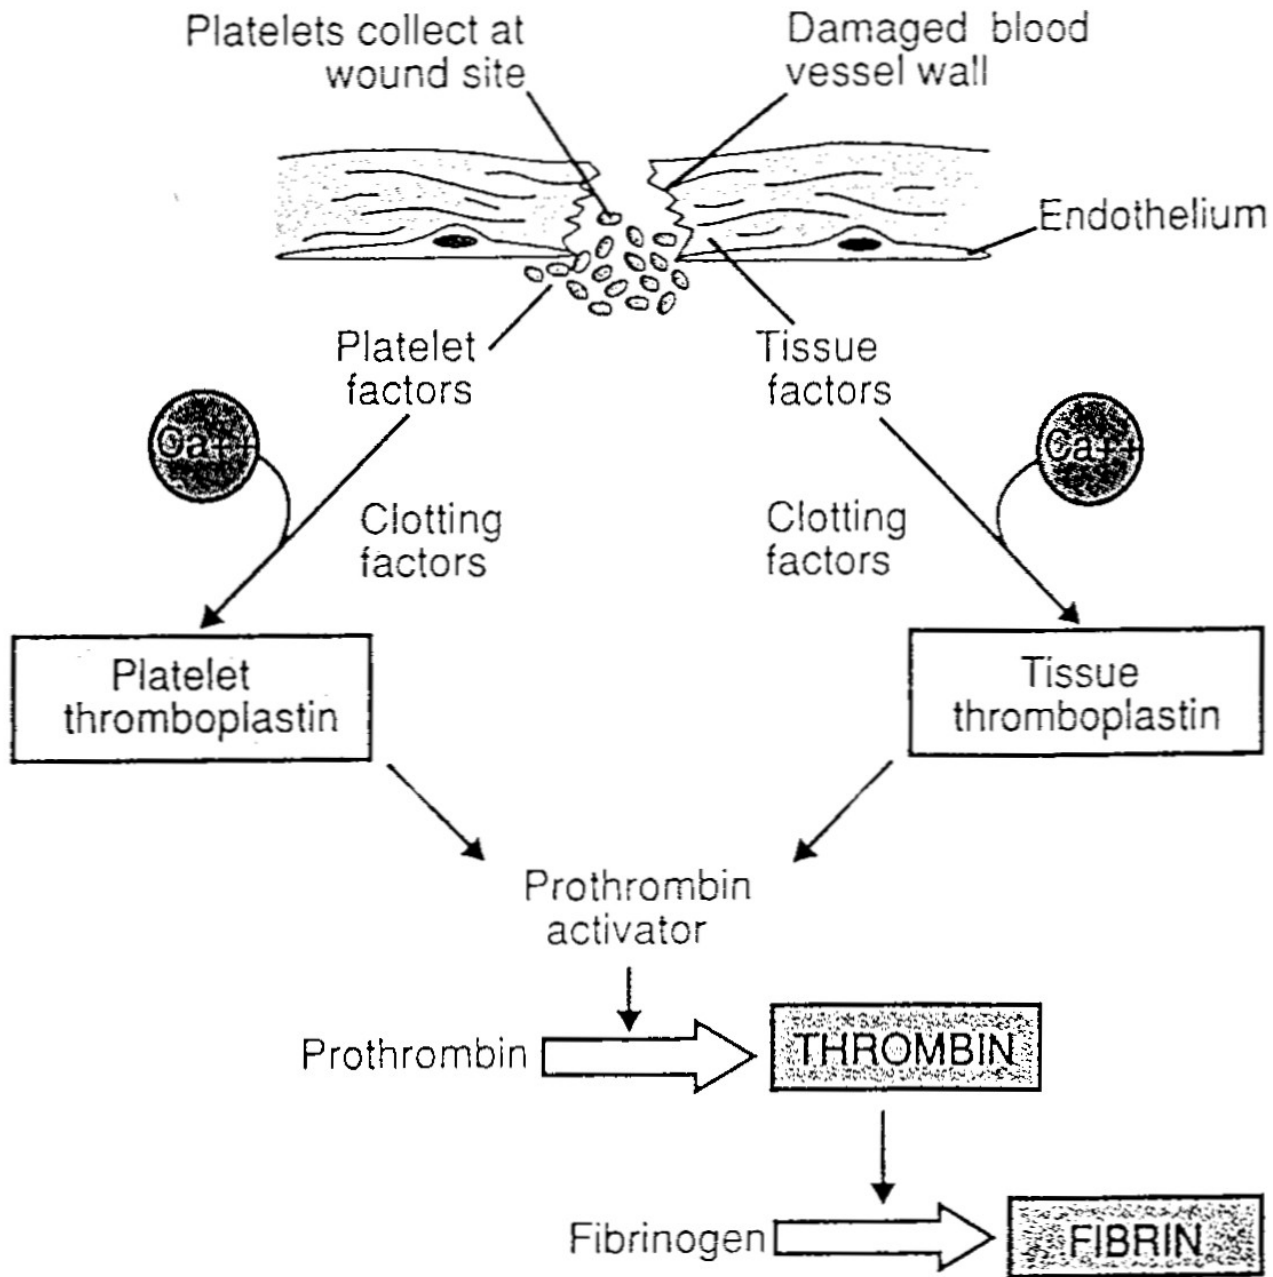 Platelets collect at
wound site
Damaged blood
vessel wall
Endothelium
Platelet
factors
Tissue
factors
Ca++
Ca++
Clotting
factors
Clotting
factors
Platelet
thromboplastin
Tissue
thromboplastin
Prothrombin
activator
Prothrombin
THROMBIN
Fibrinogen
FIBRIN